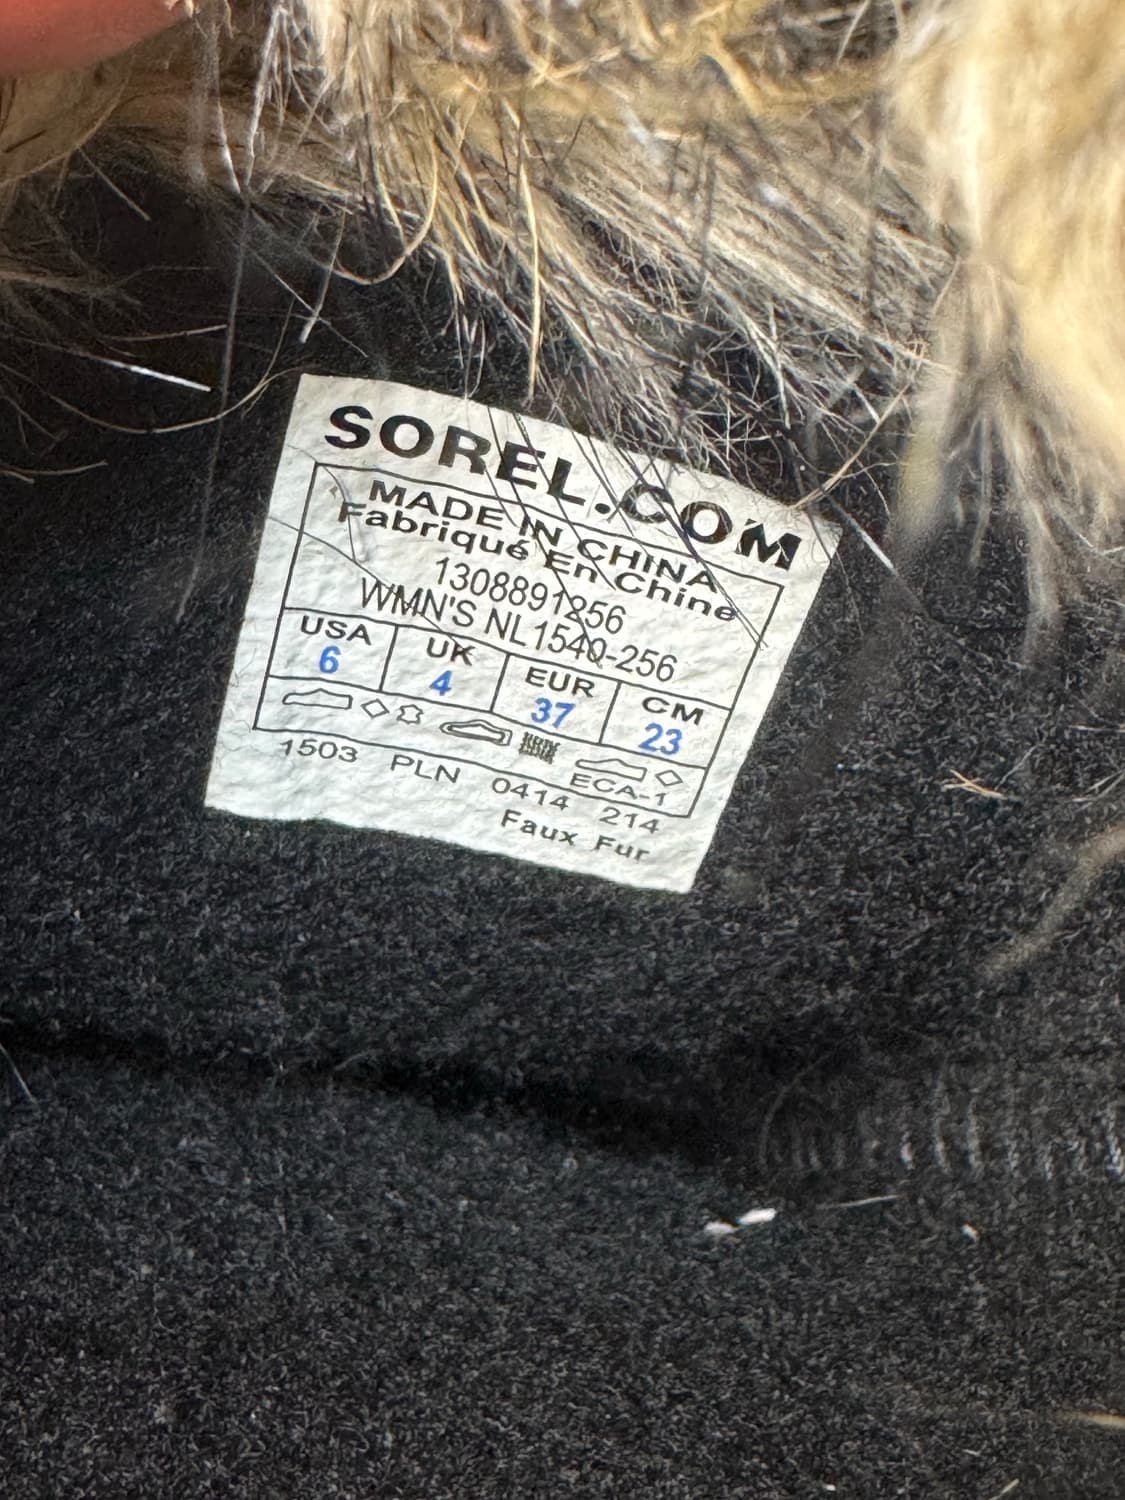 SOREL.COM
MADE IN CHINA
Fabriqué En Chine
1308891256
WMN'S NL1540-256
USA UK EUR CM
6 4 37 23
ECA-1
1503 PLN 0414 214
Faux Fur